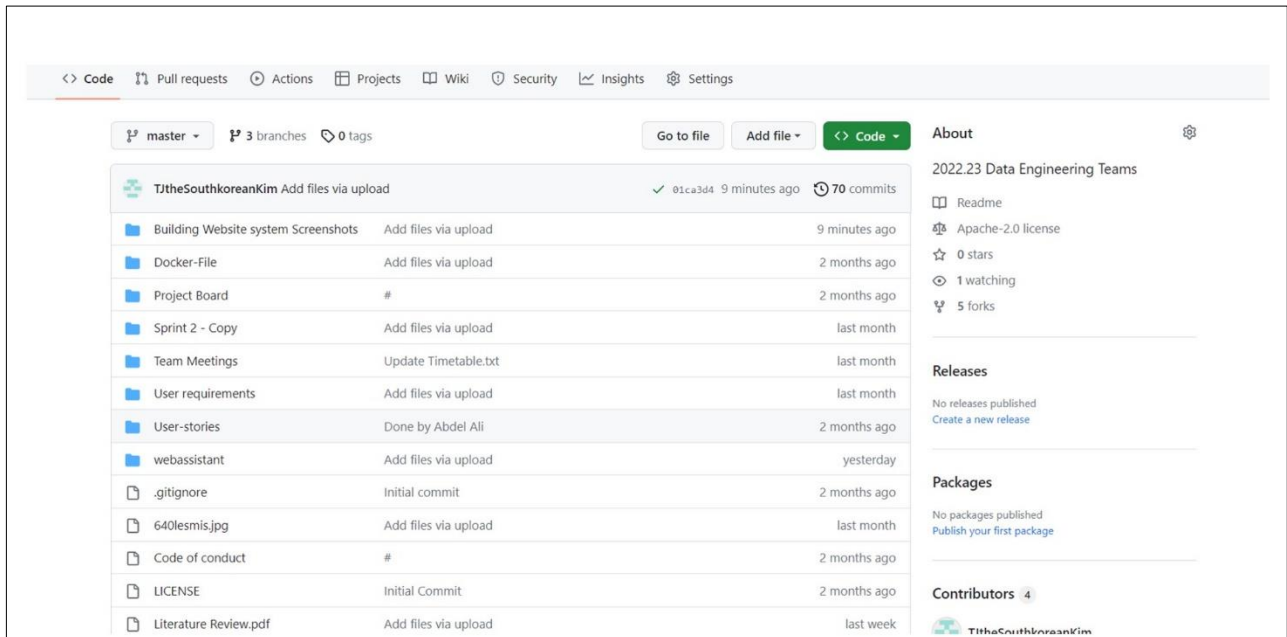 <> Code Pull requests Actions Projects Wiki Security Insights Settings
master 3 branches 0 tags Go to file Add file <> Code
TJtheSouthkoreanKim Add files via upload 01ca3d4 9 minutes ago 70 commits
Building Website system Screenshots Add files via upload 9 minutes ago
Docker-File Add files via upload 2 months ago
Project Board # 2 months ago
Sprint 2 - Copy Add files via upload last month
Team Meetings Update Timetable.txt last month
User requirements Add files via upload last month
User-stories Done by Abdel Ali 2 months ago
webassistant Add files via upload yesterday
.gitignore Initial commit 2 months ago
640lesmis.jpg Add files via upload last month
Code of conduct # 2 months ago
LICENSE Initial Commit 2 months ago
Literature Review.pdf Add files via upload last week
About
2022.23 Data Engineering Teams
Readme
Apache-2.0 license
0 stars
1 watching
5 forks
Releases
No releases published
Create a new release
Packages
No packages published
Publish your first package
Contributors 4
TJtheSouthkoreanKim